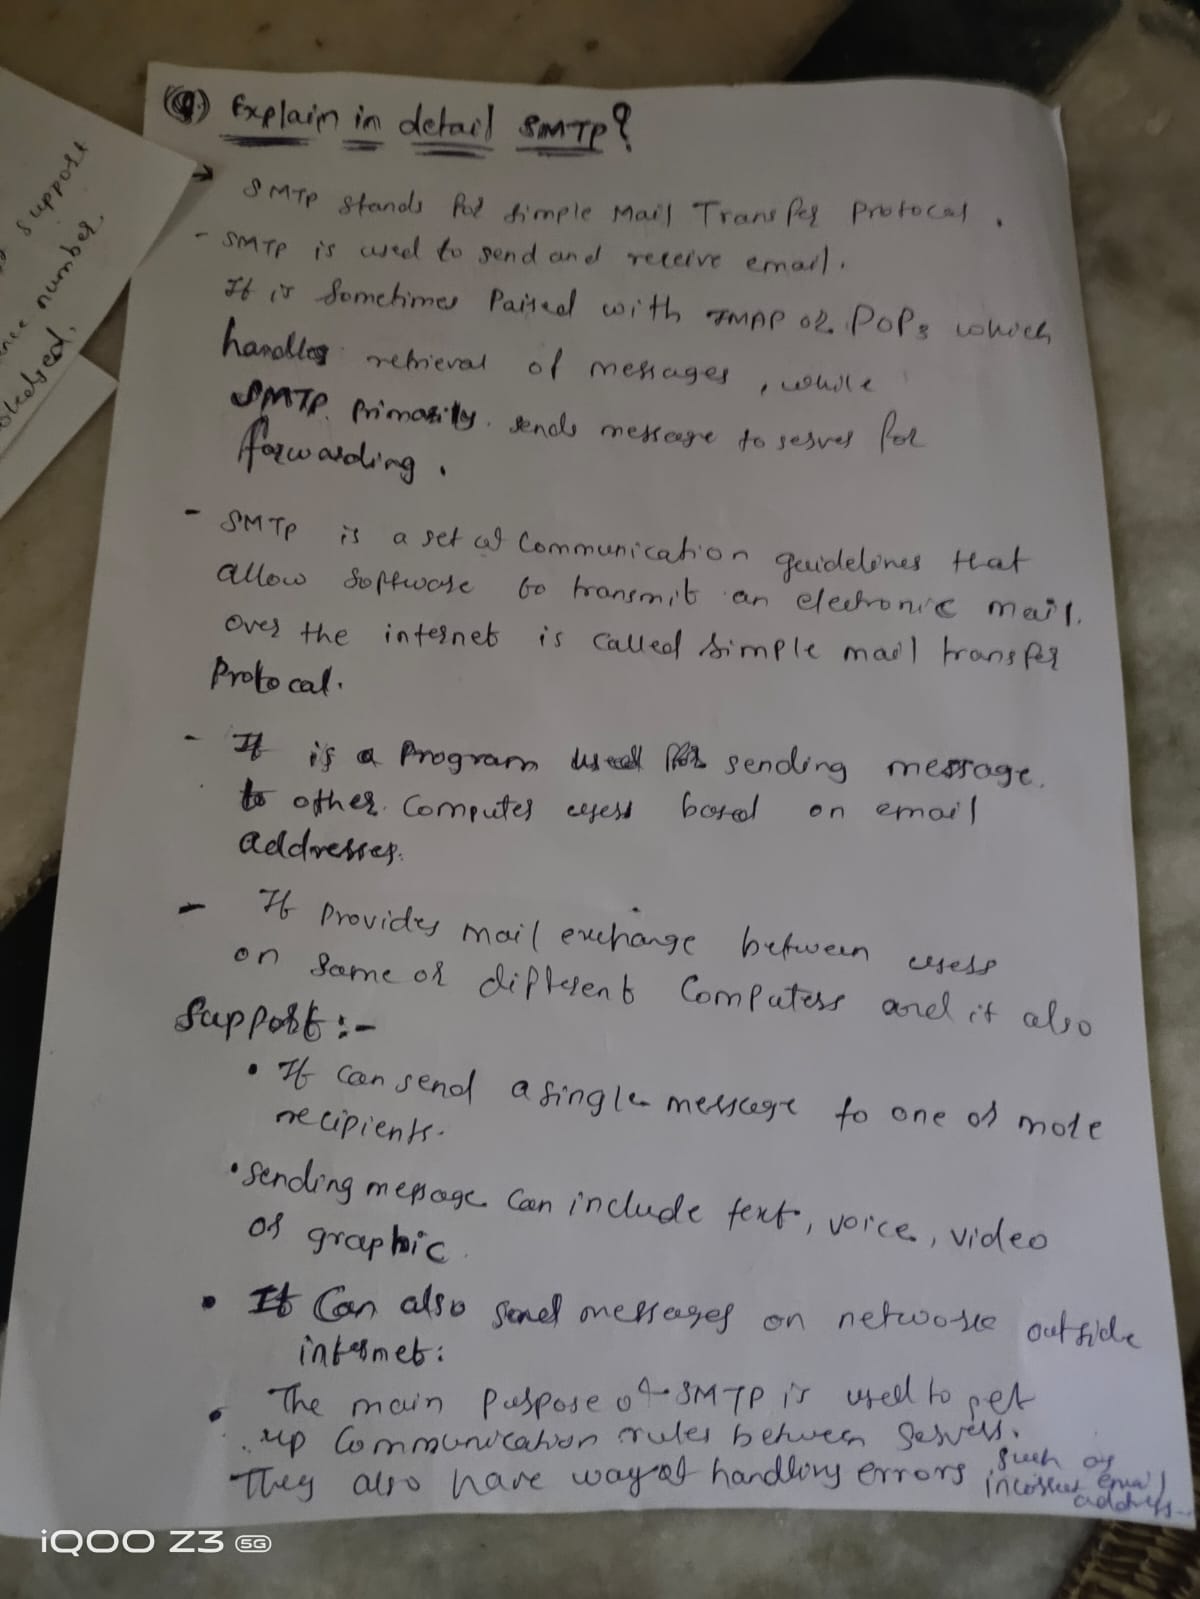 support
nce number
Q) Explain in detail SMTP?
→ SMTP stands for Simple Mail Transfer Protocal.
- SMTP is used to send and receive email.
It is Sometimes Paired with IMAP or POP3 which
handles retrieval of messages, while
SMTP Primarily sends message to server for
forwarding.
- SMTP is a set of Communication guidelines that
allow software to transmit an electronic mail.
over the internet is called Simple mail transfer
Protocal.
- It is a Program used for sending message.
to other Computer users based on email
addresses.
- It provides mail exchange between users
on Same or different Computers and it also
Support:-
• It can send a single message to one or more
recipients.
• Sending message can include text, voice, video
or graphic
• It Can also send messages on network outside
internet:
• The main Purpose of SMTP is used to set
up Communication rules between servers.
They also have way of handling errors such as
incorrect email
address.
iQOO Z3 5G